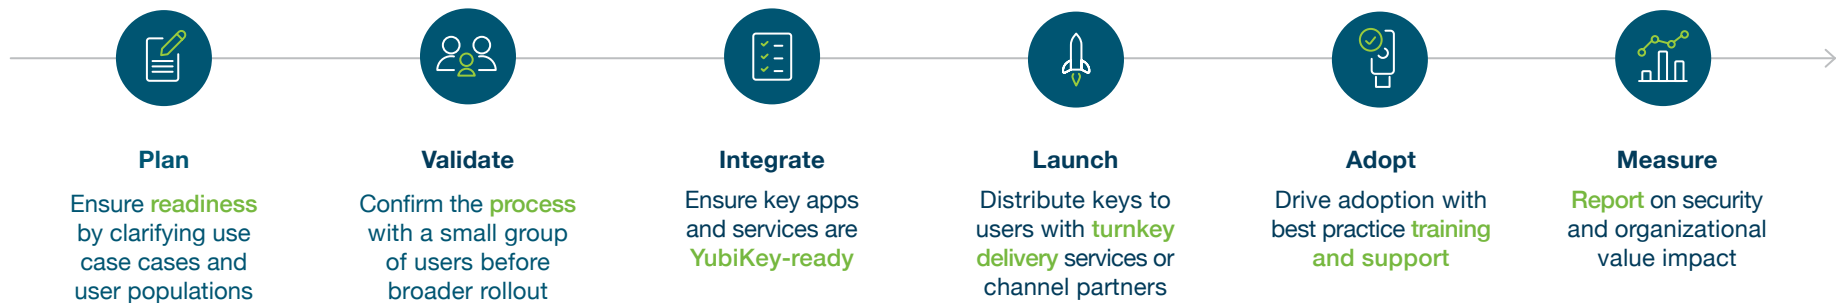 Plan
Ensure readiness
by clarifying use
case cases and
user populations
Validate
Confirm the process
with a small group
of users before
broader rollout
Integrate
Ensure key apps
and services are
YubiKey-ready
Launch
Distribute keys to
users with turnkey
delivery services or
channel partners
Adopt
Drive adoption with
best practice training
and support
Measure
Report on security
and organizational
value impact